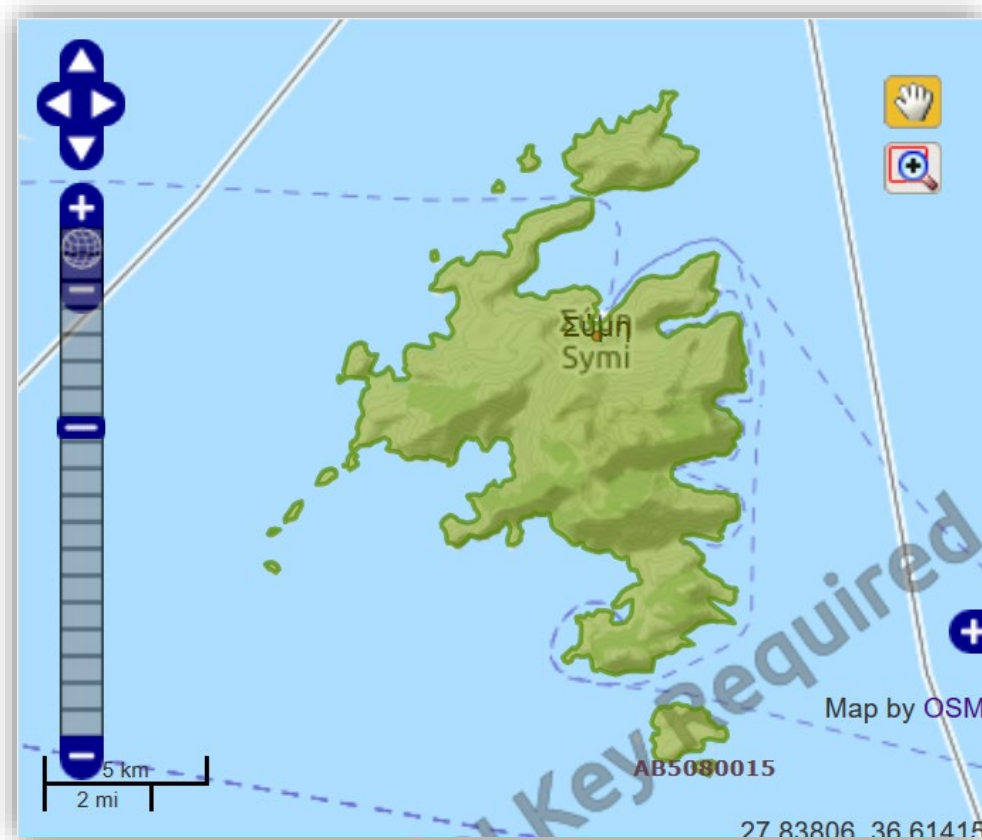 Σύμη
Symi
Key Required
Map by OSM
AB5080015
5 km
2 mi
27.83806, 36.61415